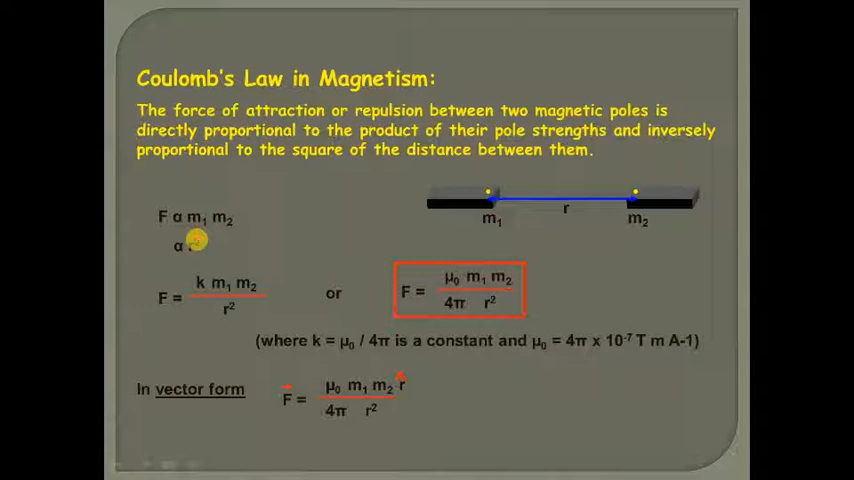 Coulomb's Law in Magnetism:
The force of attraction or repulsion between two magnetic poles is
directly proportional to the product of their pole strengths and inversely
proportional to the square of the distance between them.
r
m₁ m₂
F α m₁ m₂
α r²
F = k m₁ m₂ / r² or F = μ₀ m₁ m₂ / 4π r²
(where k = μ₀ / 4π is a constant and μ₀ = 4π x 10⁻⁷ T m A-1)
In vector form F⃗ = μ₀ m₁ m₂ r̂ / 4π r²